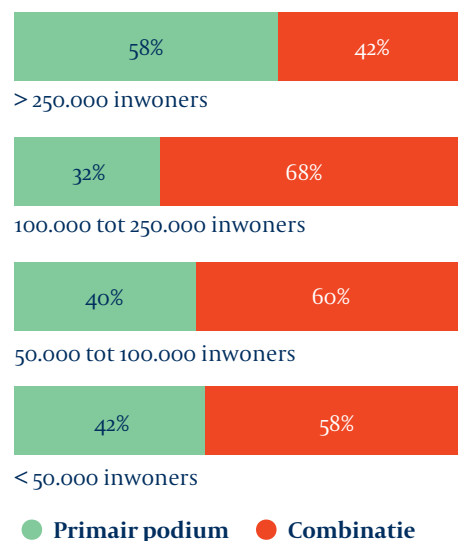 58% 42%
> 250.000 inwoners
32% 68%
100.000 tot 250.000 inwoners
40% 60%
50.000 tot 100.000 inwoners
42% 58%
< 50.000 inwoners
Primair podium Combinatie